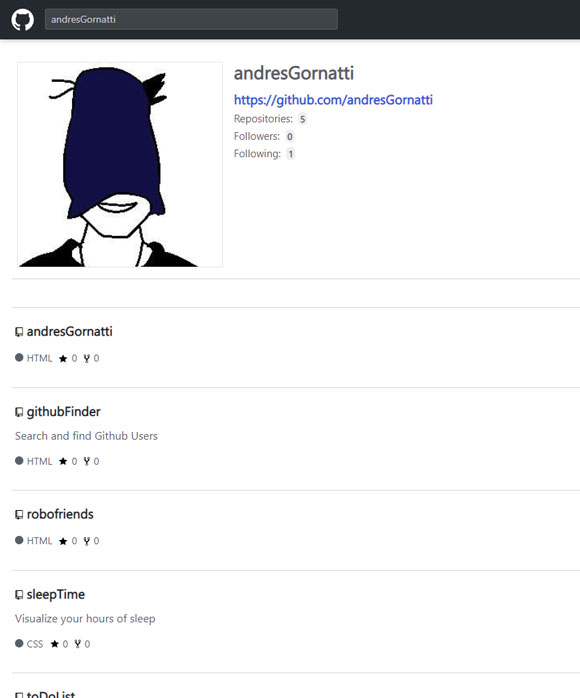 andresGornatti
andresGornatti
https://github.com/andresGornatti
Repositories: 5
Followers: 0
Following: 1
andresGornatti
HTML 0 0
githubFinder
Search and find Github Users
HTML 0 0
robofriends
HTML 0 0
sleepTime
Visualize your hours of sleep
CSS 0 0
toDoList